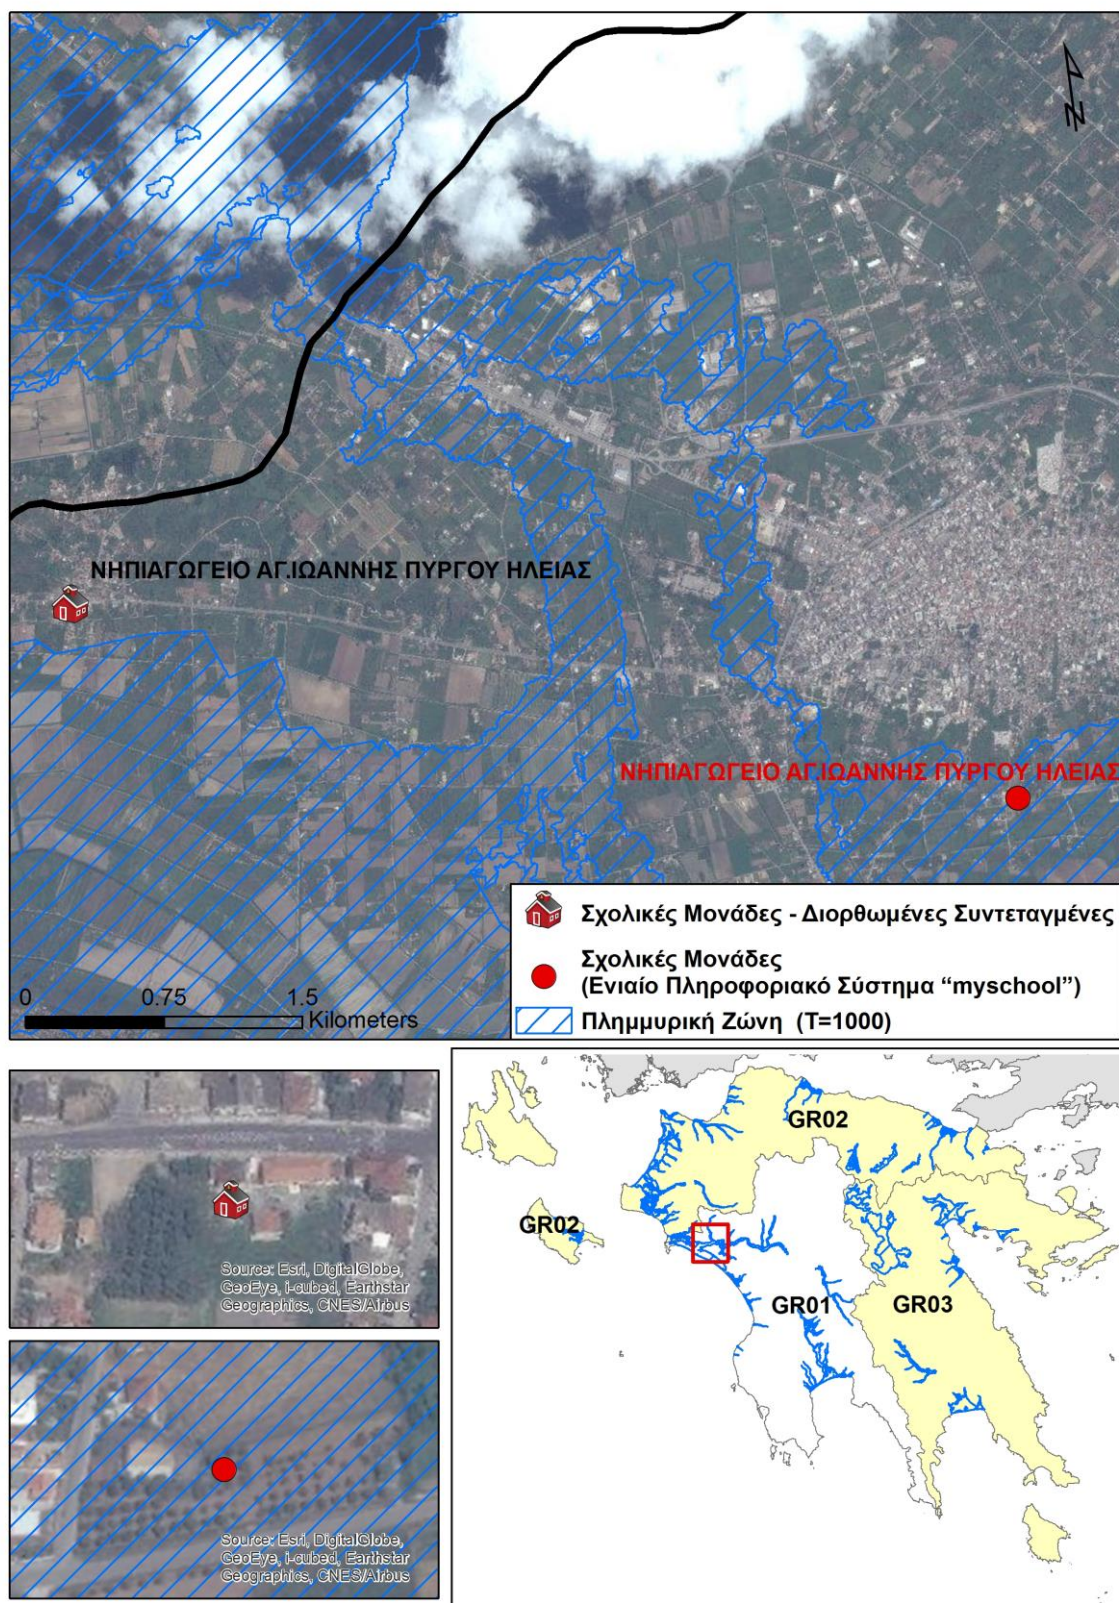 N
ΝΗΠΙΑΓΩΓΕΙΟ ΑΓ.ΙΩΑΝΝΗΣ ΠΥΡΓΟΥ ΗΛΕΙΑΣ
ΝΗΠΙΑΓΩΓΕΙΟ ΑΓ.ΙΩΑΝΝΗΣ ΠΥΡΓΟΥ ΗΛΕΙΑΣ
Σχολικές Μονάδες - Διορθωμένες Συντεταγμένες
Σχολικές Μονάδες
(Ενιαίο Πληροφοριακό Σύστημα “myschool”)
Πλημμυρική Ζώνη (T=1000)
0 0.75 1.5
Kilometers
Source: Esri, DigitalGlobe,
GeoEye, i-cubed, Earthstar
Geographics, CNES/Airbus
Source: Esri, DigitalGlobe,
GeoEye, i-cubed, Earthstar
Geographics, CNES/Airbus
GR02
GR02
GR01
GR03